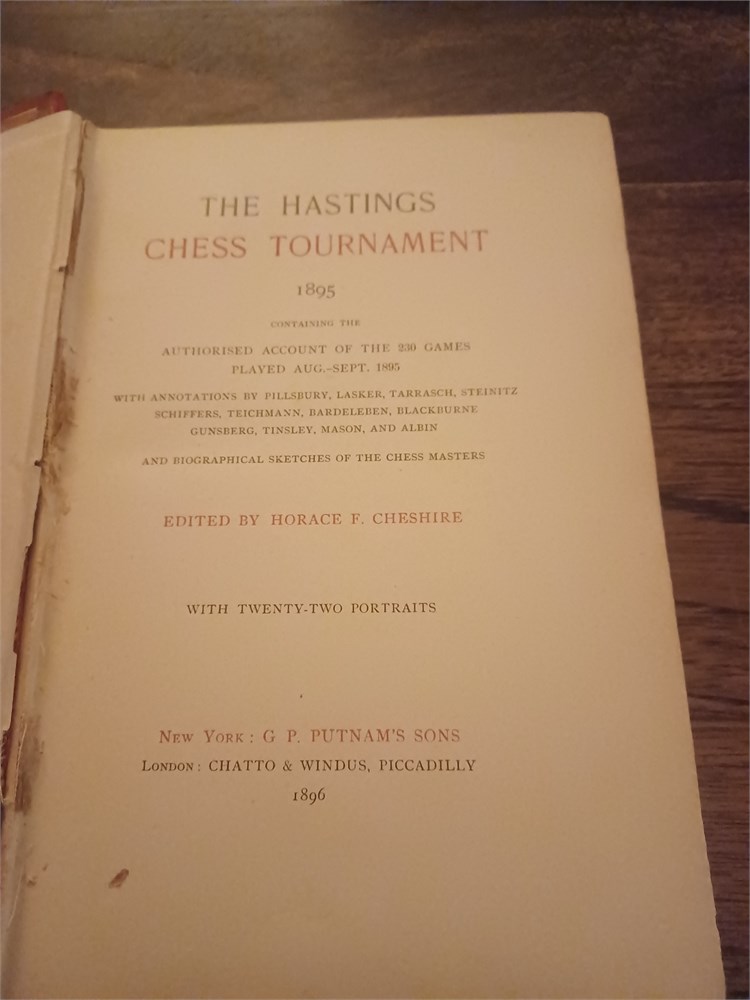 THE HASTINGS
CHESS TOURNAMENT
1895
CONTAINING THE
AUTHORISED ACCOUNT OF THE 230 GAMES
PLAYED AUG.-SEPT. 1895
WITH ANNOTATIONS BY PILLSBURY, LASKER, TARRASCH, STEINITZ
SCHIFFERS, TEICHMANN, BARDELEBEN, BLACKBURNE
GUNSBERG, TINSLEY, MASON, AND ALBIN
AND BIOGRAPHICAL SKETCHES OF THE CHESS MASTERS
EDITED BY HORACE F. CHESHIRE
WITH TWENTY-TWO PORTRAITS
NEW YORK: G P. PUTNAM'S SONS
LONDON: CHATTO & WINDUS, PICCADILLY
1896